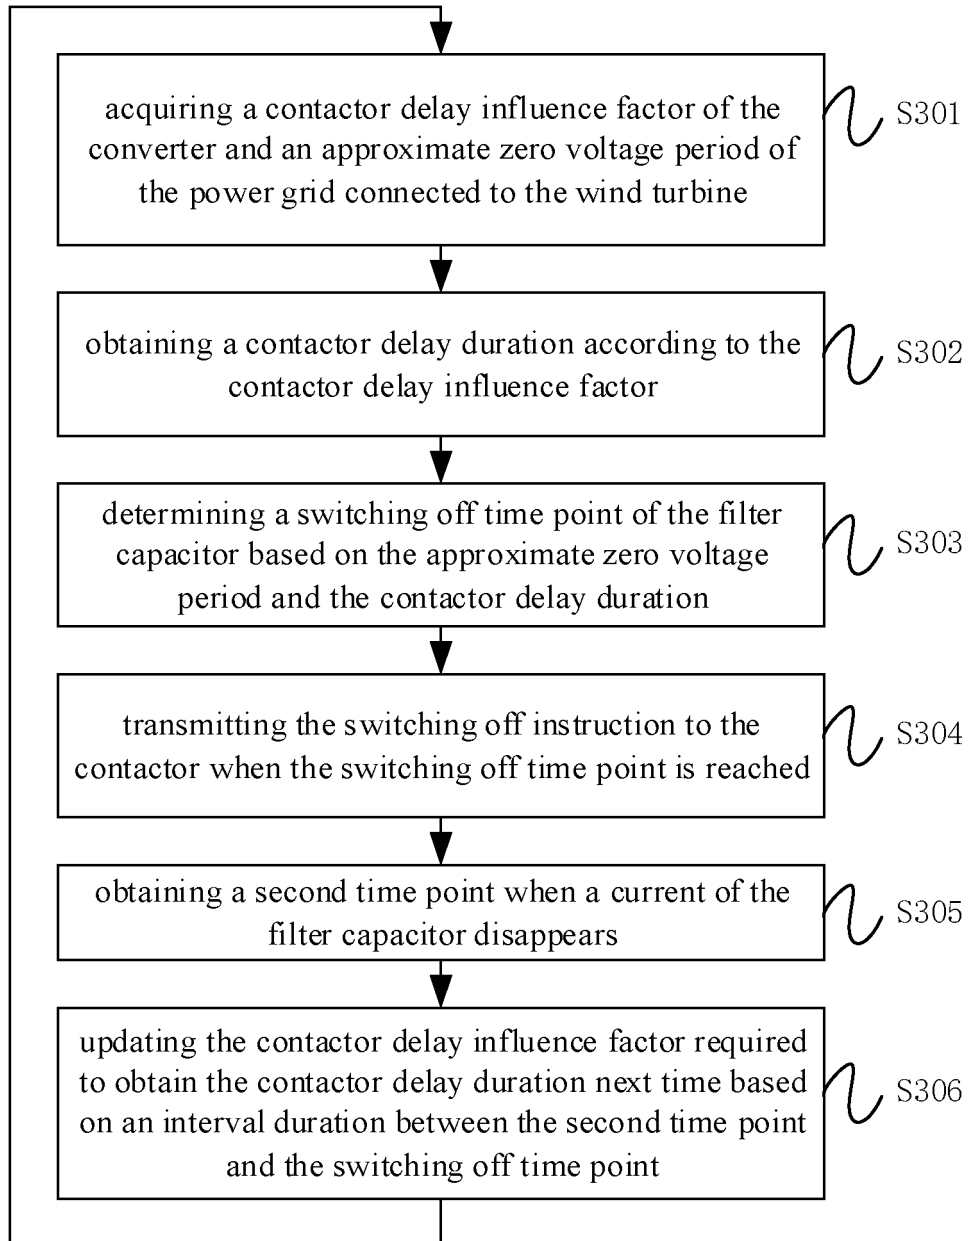 acquiring a contactor delay influence factor of the
converter and an approximate zero voltage period of
the power grid connected to the wind turbine
S301
obtaining a contactor delay duration according to the
contactor delay influence factor
S302
determining a switching off time point of the filter
capacitor based on the approximate zero voltage
period and the contactor delay duration
S303
transmitting the switching off instruction to the
contactor when the switching off time point is reached
S304
obtaining a second time point when a current of the
filter capacitor disappears
S305
updating the contactor delay influence factor required
to obtain the contactor delay duration next time based
on an interval duration between the second time point
and the switching off time point
S306